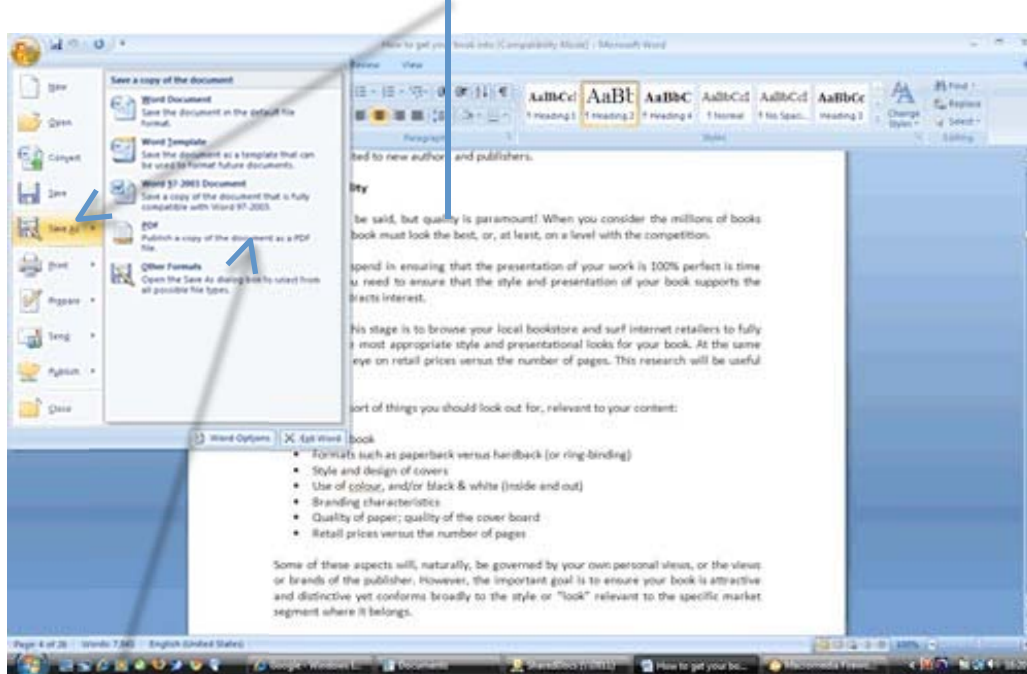 How to get your book into [Compatibility Mode] - Microsoft Word
Review View
New
Open
Convert
Save
Save As
Print
Prepare
Send
Publish
Close
Save a copy of the document
Word Document
Save the document in the default file
format.
Word Template
Save the document as a template that can
be used to format future documents.
Word 97-2003 Document
Save a copy of the document that is fully
compatible with Word 97-2003.
PDF
Publish a copy of the document as a PDF
file.
Other Formats
Open the Save As dialog box to select from
all possible file types.
Word Options Exit Word
AaBbCcI AaBb AaBbC AaBbCcI AaBbCcI AaBbCc
Heading 1 Heading 2 Heading 4 Normal No Spaci... Heading 3
Change
Styles
Find
Replace
Select
Paragraph Styles Editing
ted to new author and publishers.
lity
be said, but quality is paramount! When you consider the millions of books
book must look the best, or, at least, on a level with the competition.
spend in ensuring that the presentation of your work is 100% perfect is time
u need to ensure that the style and presentation of your book supports the
tracts interest.
his stage is to browse your local bookstore and surf internet retailers to fully
most appropriate style and presentational looks for your book. At the same
eye on retail prices versus the number of pages. This research will be useful
ort of things you should look out for, relevant to your content:
book
• Formats such as paperback versus hardback (or ring-binding)
• Style and design of covers
• Use of colour, and/or black & white (inside and out)
• Branding characteristics
• Quality of paper; quality of the cover board
• Retail prices versus the number of pages
Some of these aspects will, naturally, be governed by your own personal views, or the views
or brands of the publisher. However, the important goal is to ensure your book is attractive
and distinctive yet conforms broadly to the style or "look" relevant to the specific market
segment where it belongs.
Page 4 of 26 Words: English (United States) 100%
Google - Windows I... Documents How to get your bo... 16:20